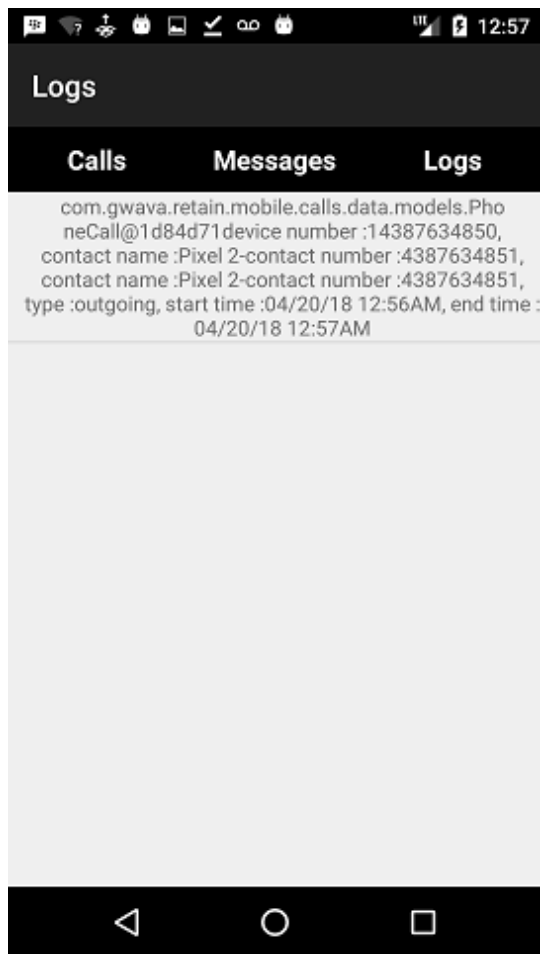 12:57
Logs
Calls Messages Logs
com.gwava.retain.mobile.calls.data.models.Pho
neCall@1d84d71device number :14387634850,
contact name :Pixel 2-contact number :4387634851,
contact name :Pixel 2-contact number :4387634851,
type :outgoing, start time :04/20/18 12:56AM, end time :
04/20/18 12:57AM